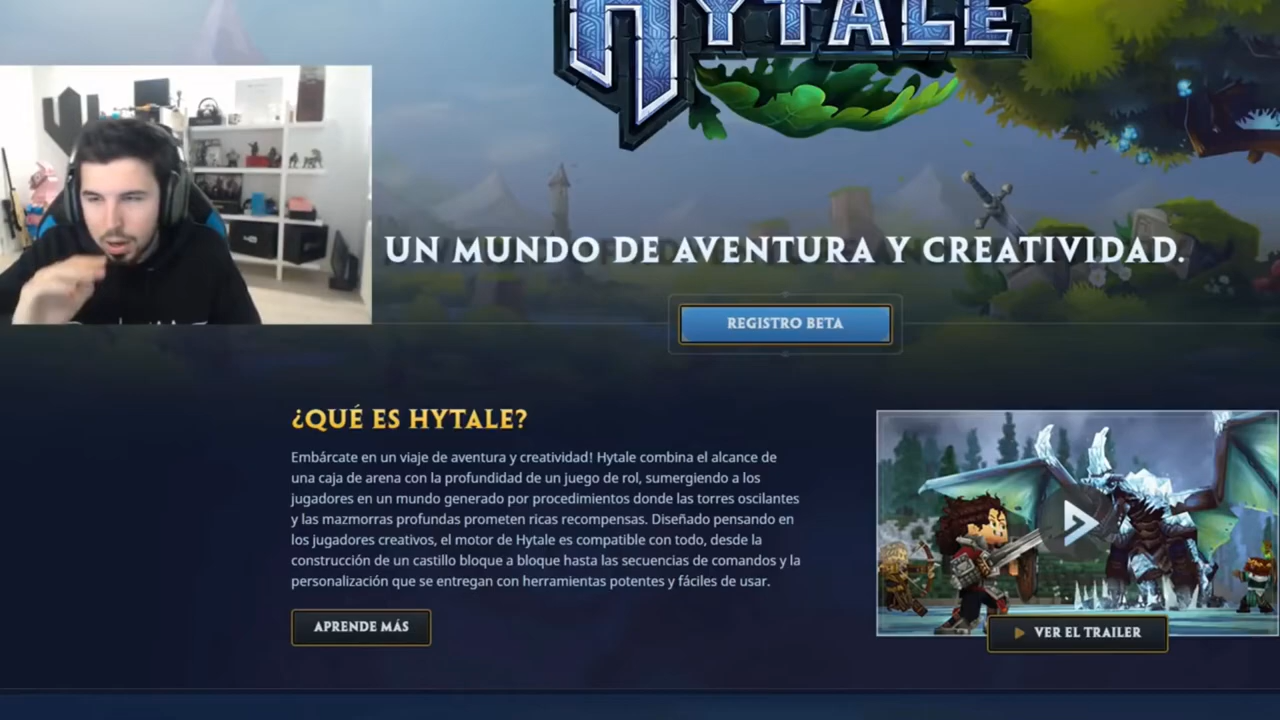 HYTALE
UN MUNDO DE AVENTURA Y CREATIVIDAD.
REGISTRO BETA
¿QUÉ ES HYTALE?
Embárcate en un viaje de aventura y creatividad! Hytale combina el alcance de
una caja de arena con la profundidad de un juego de rol, sumergiendo a los
jugadores en un mundo generado por procedimientos donde las torres oscilantes
y las mazmorras profundas prometen ricas recompensas. Diseñado pensando en
los jugadores creativos, el motor de Hytale es compatible con todo, desde la
construcción de un castillo bloque a bloque hasta las secuencias de comandos y la
personalización que se entregan con herramientas potentes y fáciles de usar.
APRENDE MÁS
VER EL TRAILER